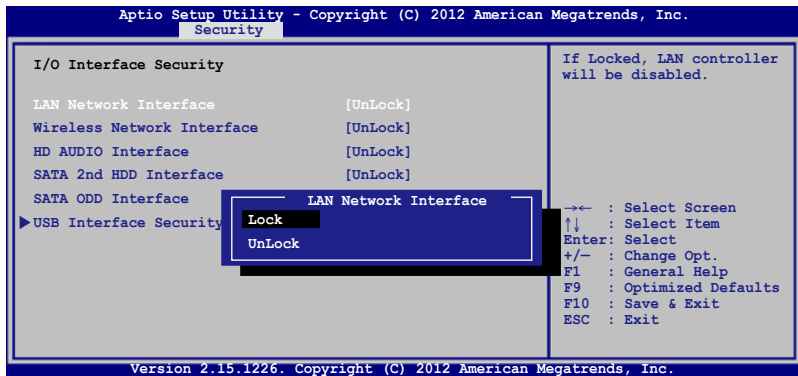 Aptio Setup Utility - Copyright (C) 2012 American Megatrends, Inc.
Security
I/O Interface Security
LAN Network Interface [UnLock]
Wireless Network Interface [UnLock]
HD AUDIO Interface [UnLock]
SATA 2nd HDD Interface [UnLock]
SATA ODD Interface
USB Interface Security
LAN Network Interface
Lock
UnLock
If Locked, LAN controller
will be disabled.
→← : Select Screen
↑↓ : Select Item
Enter: Select
+/— : Change Opt.
F1 : General Help
F9 : Optimized Defaults
F10 : Save & Exit
ESC : Exit
Version 2.15.1226. Copyright (C) 2012 American Megatrends, Inc.